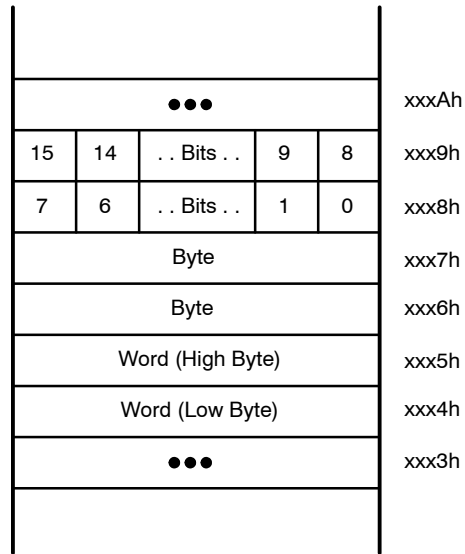 ●●● xxxAh
15 14 . . Bits . . 9 8 xxx9h
7 6 . . Bits . . 1 0 xxx8h
Byte xxx7h
Byte xxx6h
Word (High Byte) xxx5h
Word (Low Byte) xxx4h
●●● xxx3h